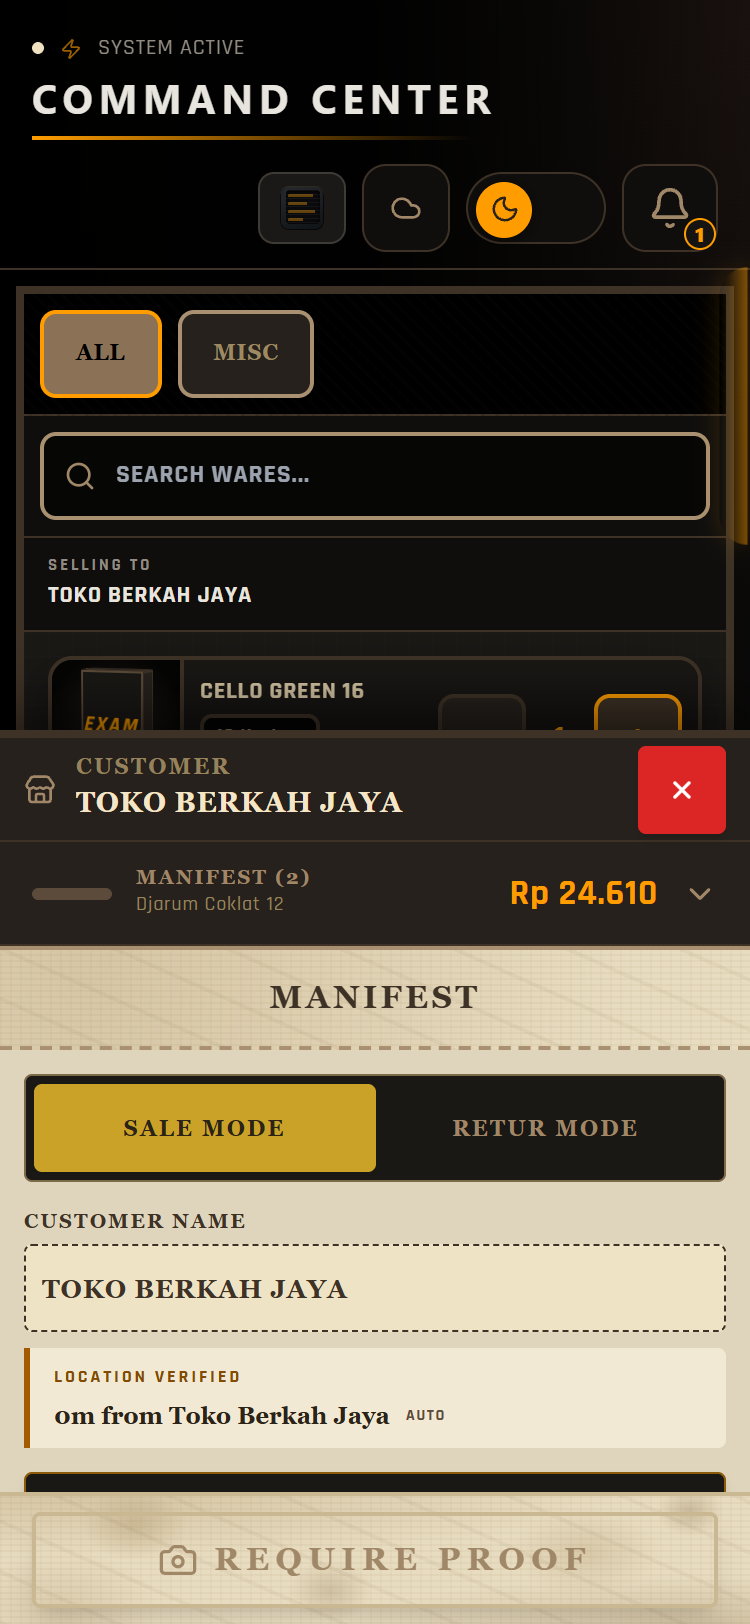 SYSTEM ACTIVE
COMMAND CENTER
1
ALL
MISC
SEARCH WARES...
SELLING TO
TOKO BERKAH JAYA
EXAM
CELLO GREEN 16
CUSTOMER
TOKO BERKAH JAYA
MANIFEST (2)
Djarum Coklat 12
Rp 24.610
MANIFEST
SALE MODE
RETUR MODE
CUSTOMER NAME
TOKO BERKAH JAYA
LOCATION VERIFIED
0m from Toko Berkah Jaya AUTO
REQUIRE PROOF